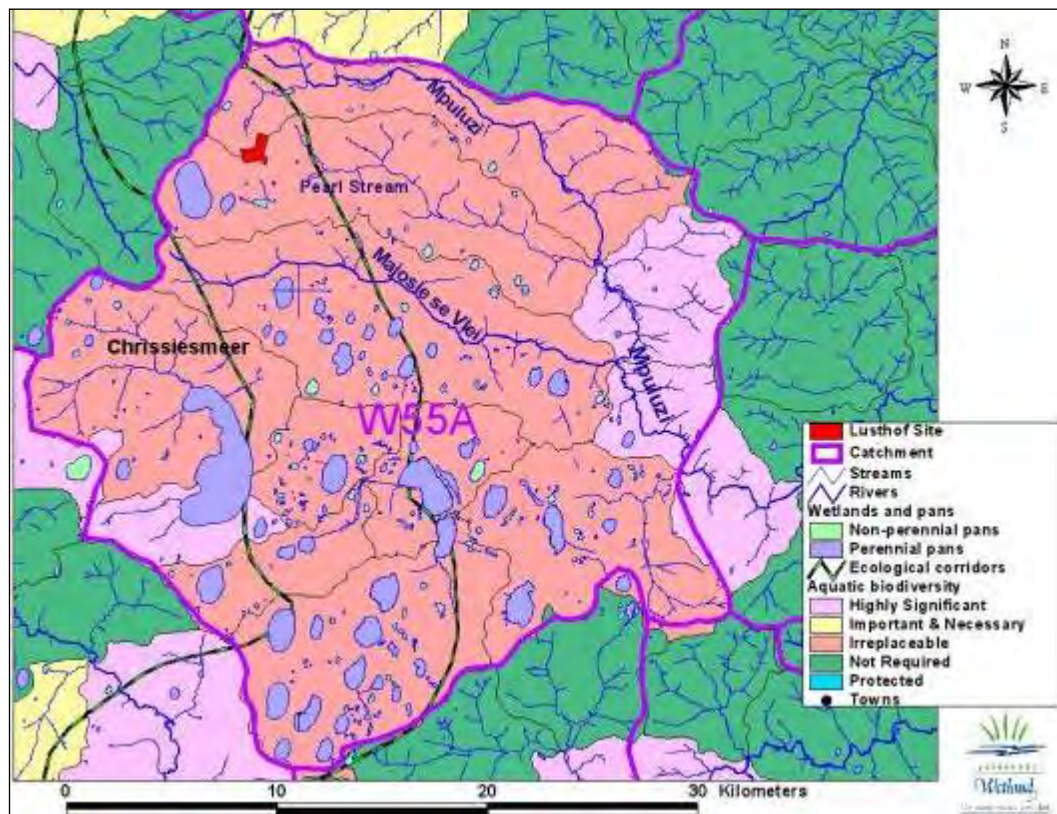 N
W E
S
Mpuluzi
Pearl Stream
Majosie se Vlei
Chrissiesmeer
Mpuluzi
W55A
Lusthof Site
Catchment
Streams
Rivers
Wetlands and pans
Non-perennial pans
Perennial pans
Ecological corridors
Aquatic biodiversity
Highly Significant
Important & Necessary
Irreplaceable
Not Required
Protected
Towns
Wetland
0 10 20 30 Kilometers